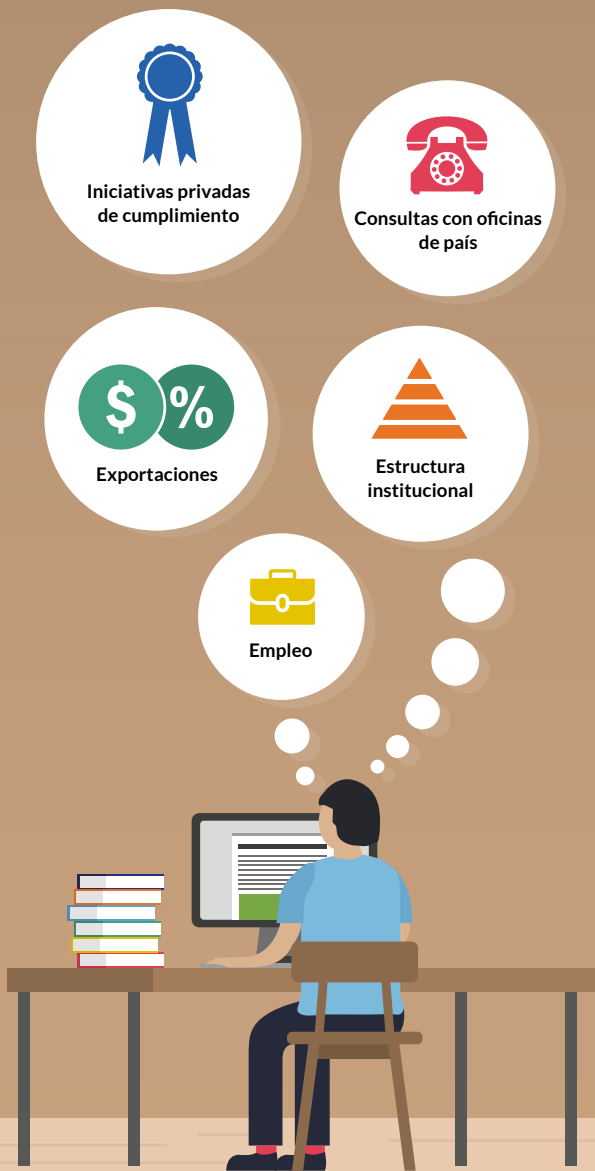 Iniciativas privadas
de cumplimiento
Consultas con oficinas
de país
$ %
Exportaciones
Estructura
institucional
Empleo